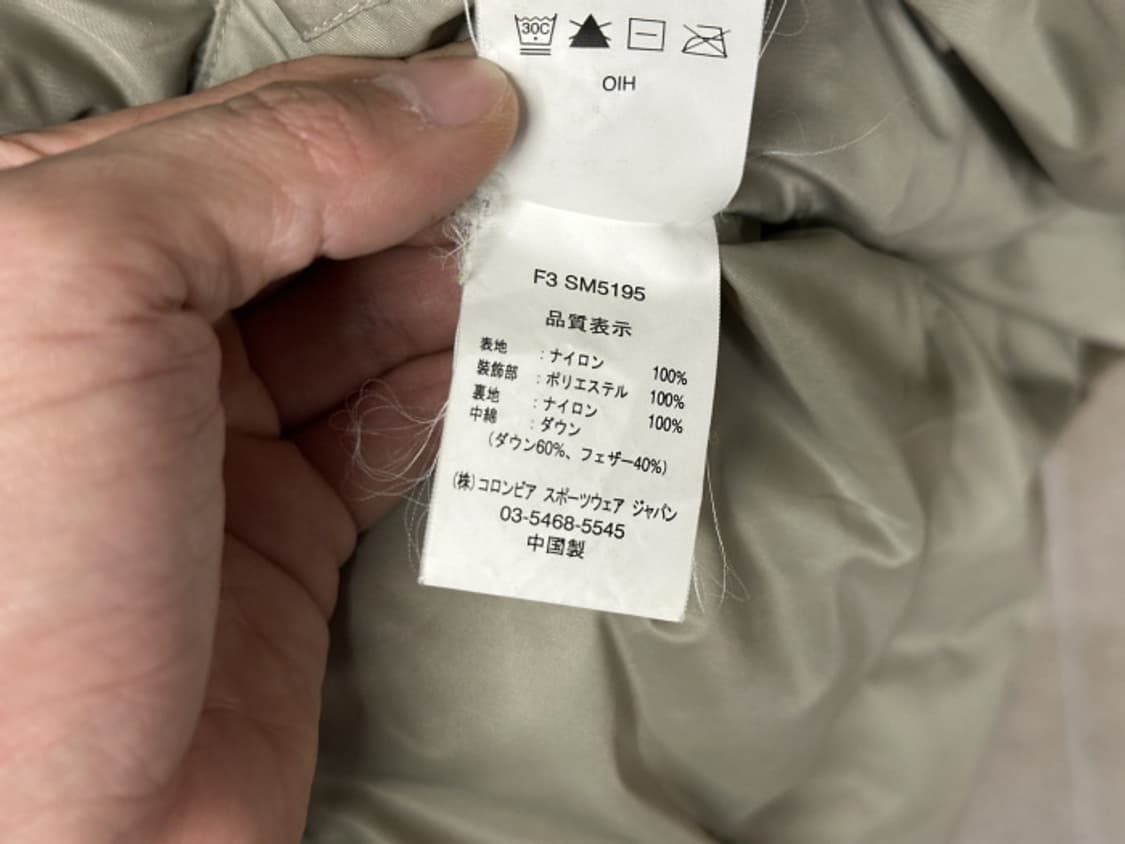 30C
OIH
F3 SM5195
品質表示
表地 : ナイロン 100%
装飾部 : ポリエステル 100%
裏地 : ナイロン 100%
中綿 : ダウン
(ダウン60%、フェザー40%)
(株)コロンビア スポーツウェア ジャパン
03-5468-5545
中国製